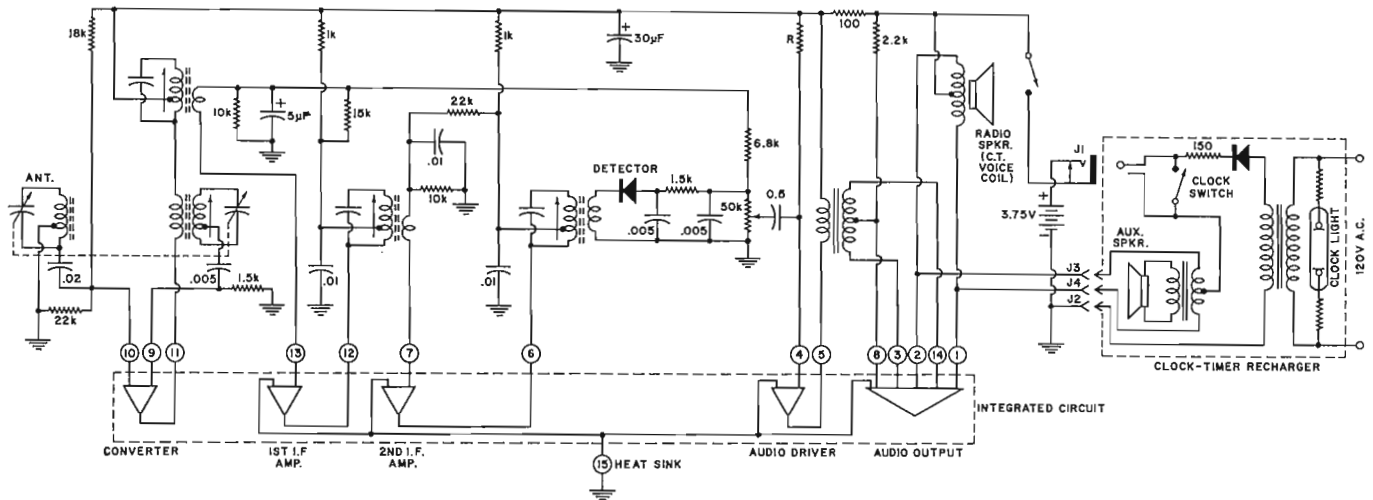 18k
1k
1k
+
30µF
R
100
2.2k
10k
+
5µF
15k
22k
.01
10k
6.8k
DETECTOR
1.5k
50k
0.5
.005
.005
RADIO
SPKR.
(C.T.
VOICE
COIL)
J1
+
3.75V
−
150
CLOCK
SWITCH
AUX.
SPKR.
CLOCK LIGHT
120V A.C.
J3
J4
J2
CLOCK-TIMER RECHARGER
ANT.
.02
22k
.005
1.5k
.01
.01
10
9
11
13
12
7
6
4
5
8
3
2
14
1
INTEGRATED CIRCUIT
CONVERTER
1ST I.F
AMP.
2ND I.F.
AMP.
15
HEAT SINK
AUDIO DRIVER
AUDIO OUTPUT